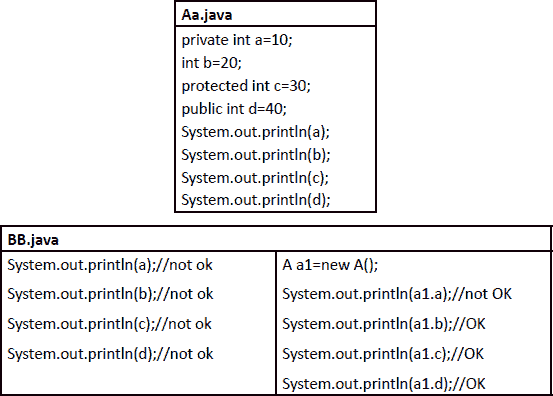 Aa.java
private int a=10;
int b=20;
protected int c=30;
public int d=40;
System.out.println(a);
System.out.println(b);
System.out.println(c);
System.out.println(d);
BB.java
System.out.println(a);//not ok
System.out.println(b);//not ok
System.out.println(c);//not ok
System.out.println(d);//not ok
A a1=new A();
System.out.println(a1.a);//not OK
System.out.println(a1.b);//OK
System.out.println(a1.c);//OK
System.out.println(a1.d);//OK